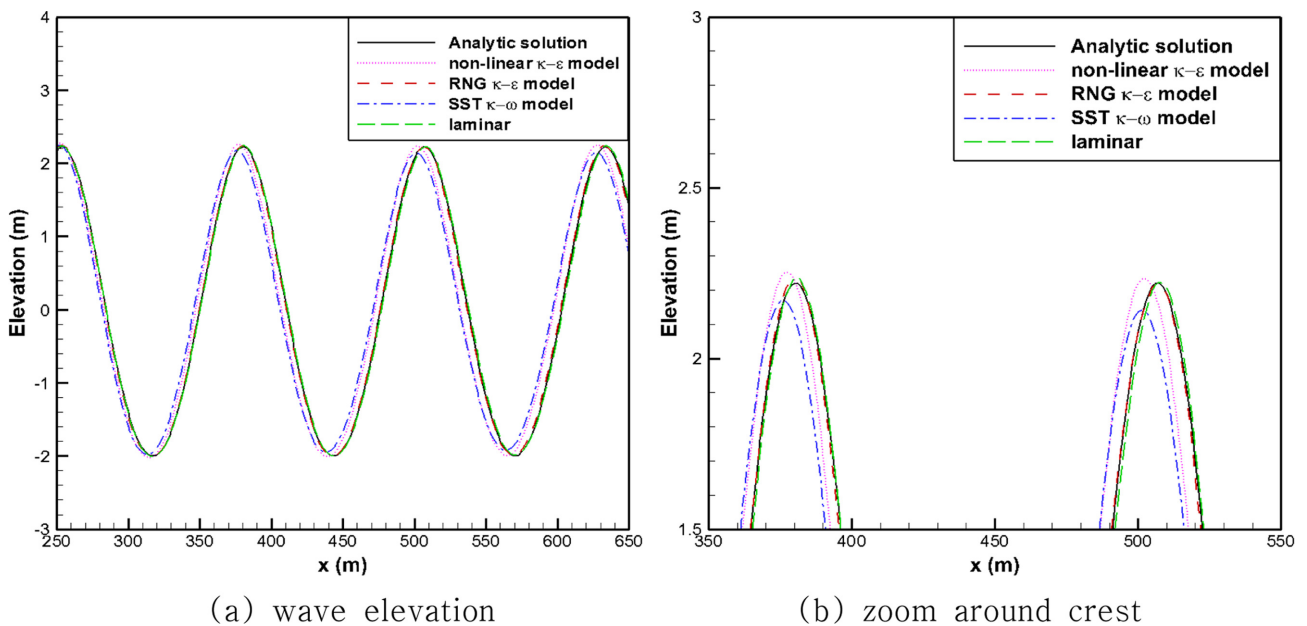 4
3
2
1
0
-1
-2
-3
Elevation (m)
250 300 350 400 450 500 550 600 650
x (m)
Analytic solution
non-linear κ–ε model
RNG κ–ε model
SST κ–ω model
laminar
(a) wave elevation
3
2.5
2
1.5
Elevation (m)
350 400 450 500 550
x (m)
Analytic solution
non-linear κ–ε model
RNG κ–ε model
SST κ–ω model
laminar
(b) zoom around crest